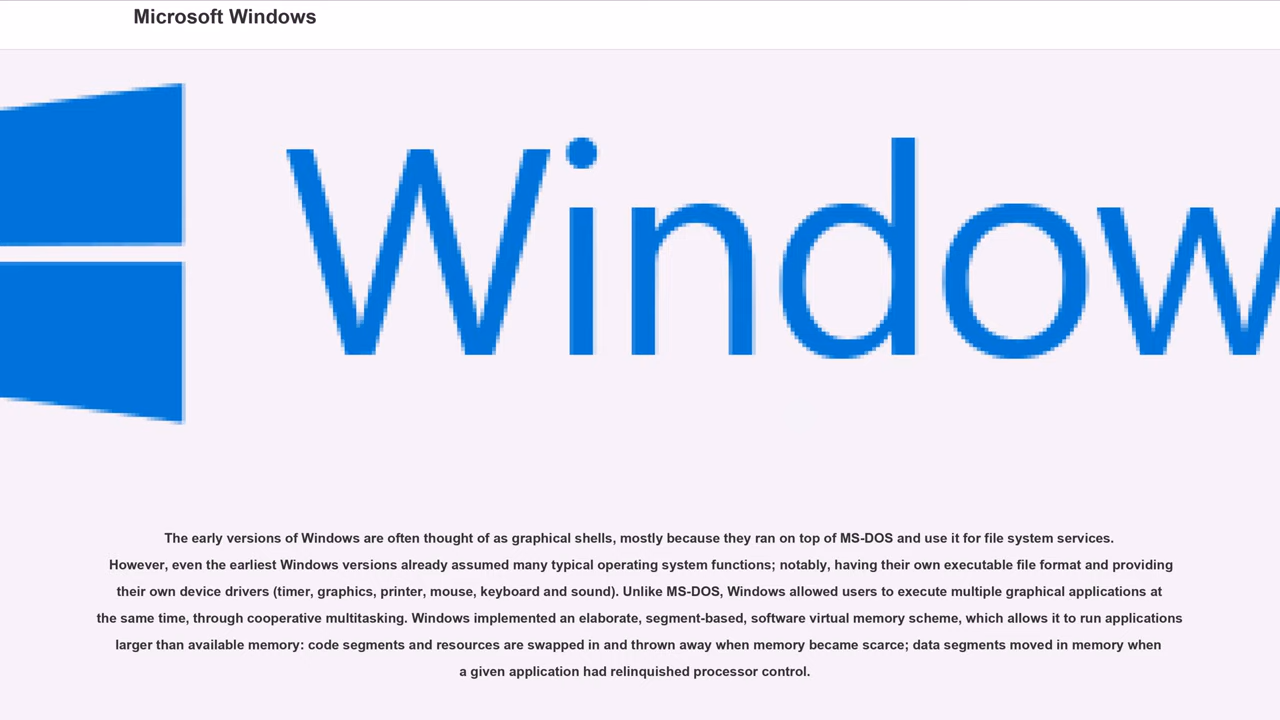 Microsoft Windows
Window
The early versions of Windows are often thought of as graphical shells, mostly because they ran on top of MS-DOS and use it for file system services.
However, even the earliest Windows versions already assumed many typical operating system functions; notably, having their own executable file format and providing
their own device drivers (timer, graphics, printer, mouse, keyboard and sound). Unlike MS-DOS, Windows allowed users to execute multiple graphical applications at
the same time, through cooperative multitasking. Windows implemented an elaborate, segment-based, software virtual memory scheme, which allows it to run applications
larger than available memory: code segments and resources are swapped in and thrown away when memory became scarce; data segments moved in memory when
a given application had relinquished processor control.